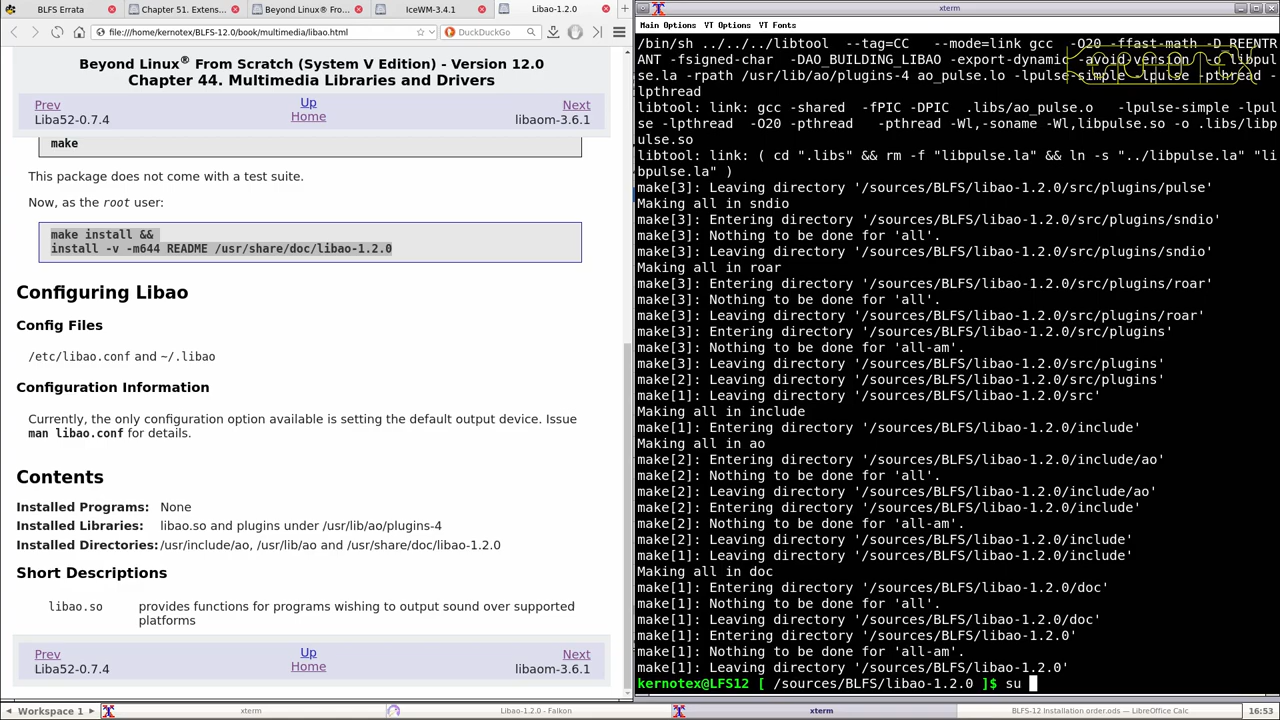 BLFS Errata
Chapter 51. Extens...
Beyond Linux® Fro...
IceWM-3.4.1
Libao-1.2.0
file:///home/kernotex/BLFS-12.0/book/multimedia/libao.html
DuckDuckGo
Beyond Linux® From Scratch (System V Edition) - Version 12.0
Chapter 44. Multimedia Libraries and Drivers
Prev
Up
Next
Liba52-0.7.4
Home
libaom-3.6.1
make
This package does not come with a test suite.
Now, as the root user:
make install &&
install -v -m644 README /usr/share/doc/libao-1.2.0
Configuring Libao
Config Files
/etc/libao.conf and ~/.libao
Configuration Information
Currently, the only configuration option available is setting the default output device. Issue
man libao.conf for details.
Contents
Installed Programs: None
Installed Libraries: libao.so and plugins under /usr/lib/ao/plugins-4
Installed Directories: /usr/include/ao, /usr/lib/ao and /usr/share/doc/libao-1.2.0
Short Descriptions
libao.so provides functions for programs wishing to output sound over supported
platforms
Prev
Up
Next
Liba52-0.7.4
Home
libaom-3.6.1
xterm
Main Options VT Options VT Fonts
/bin/sh ../../../libtool --tag=CC --mode=link gcc -O20 -ffast-math -D_REENTR
ANT -fsigned-char -DAO_BUILDING_LIBAO -export-dynamic -avoid-version -o libpul
se.la -rpath /usr/lib/ao/plugins-4 ao_pulse.lo -lpulse-simple -lpulse -pthread -
lpthread
libtool: link: gcc -shared -fPIC -DPIC .libs/ao_pulse.o -lpulse-simple -lpul
se -lpthread -O20 -pthread -pthread -Wl,-soname -Wl,libpulse.so -o .libs/libp
ulse.so
libtool: link: ( cd ".libs" && rm -f "libpulse.la" && ln -s "../libpulse.la" "li
bpulse.la" )
make[3]: Leaving directory '/sources/BLFS/libao-1.2.0/src/plugins/pulse'
Making all in sndio
make[3]: Entering directory '/sources/BLFS/libao-1.2.0/src/plugins/sndio'
make[3]: Nothing to be done for 'all'.
make[3]: Leaving directory '/sources/BLFS/libao-1.2.0/src/plugins/sndio'
Making all in roar
make[3]: Entering directory '/sources/BLFS/libao-1.2.0/src/plugins/roar'
make[3]: Nothing to be done for 'all'.
make[3]: Leaving directory '/sources/BLFS/libao-1.2.0/src/plugins/roar'
make[3]: Entering directory '/sources/BLFS/libao-1.2.0/src/plugins'
make[3]: Nothing to be done for 'all-am'.
make[3]: Leaving directory '/sources/BLFS/libao-1.2.0/src/plugins'
make[2]: Leaving directory '/sources/BLFS/libao-1.2.0/src/plugins'
make[1]: Leaving directory '/sources/BLFS/libao-1.2.0/src'
Making all in include
make[1]: Entering directory '/sources/BLFS/libao-1.2.0/include'
Making all in ao
make[2]: Entering directory '/sources/BLFS/libao-1.2.0/include/ao'
make[2]: Nothing to be done for 'all'.
make[2]: Leaving directory '/sources/BLFS/libao-1.2.0/include/ao'
make[2]: Entering directory '/sources/BLFS/libao-1.2.0/include'
make[2]: Nothing to be done for 'all-am'.
make[2]: Leaving directory '/sources/BLFS/libao-1.2.0/include'
make[1]: Leaving directory '/sources/BLFS/libao-1.2.0/include'
Making all in doc
make[1]: Entering directory '/sources/BLFS/libao-1.2.0/doc'
make[1]: Nothing to be done for 'all'.
make[1]: Leaving directory '/sources/BLFS/libao-1.2.0/doc'
make[1]: Entering directory '/sources/BLFS/libao-1.2.0'
make[1]: Nothing to be done for 'all-am'.
make[1]: Leaving directory '/sources/BLFS/libao-1.2.0'
kernotex@LFS12 [ /sources/BLFS/libao-1.2.0 ]$ su
Workspace 1
xterm
Libao-1.2.0 - Falkon
xterm
BLFS-12 Installation order.ods — LibreOffice Calc
16:53